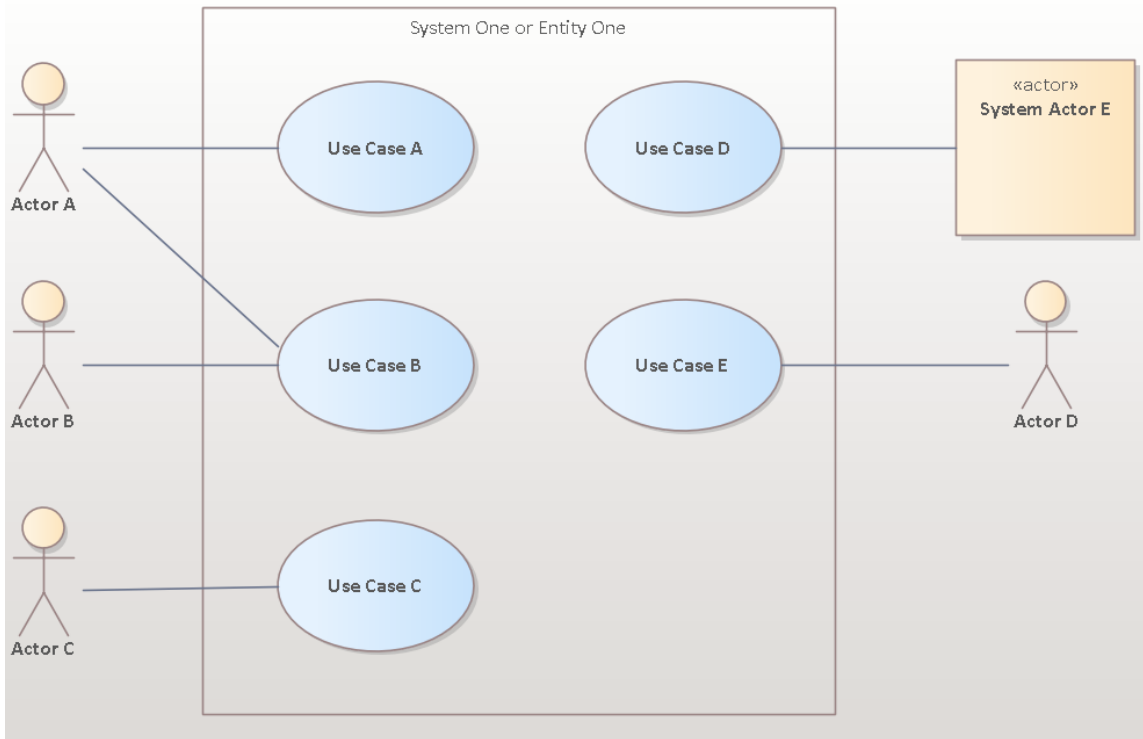 System One or Entity One
«actor»
System Actor E
Use Case A
Use Case D
Actor A
Use Case B
Use Case E
Actor B
Actor D
Use Case C
Actor C